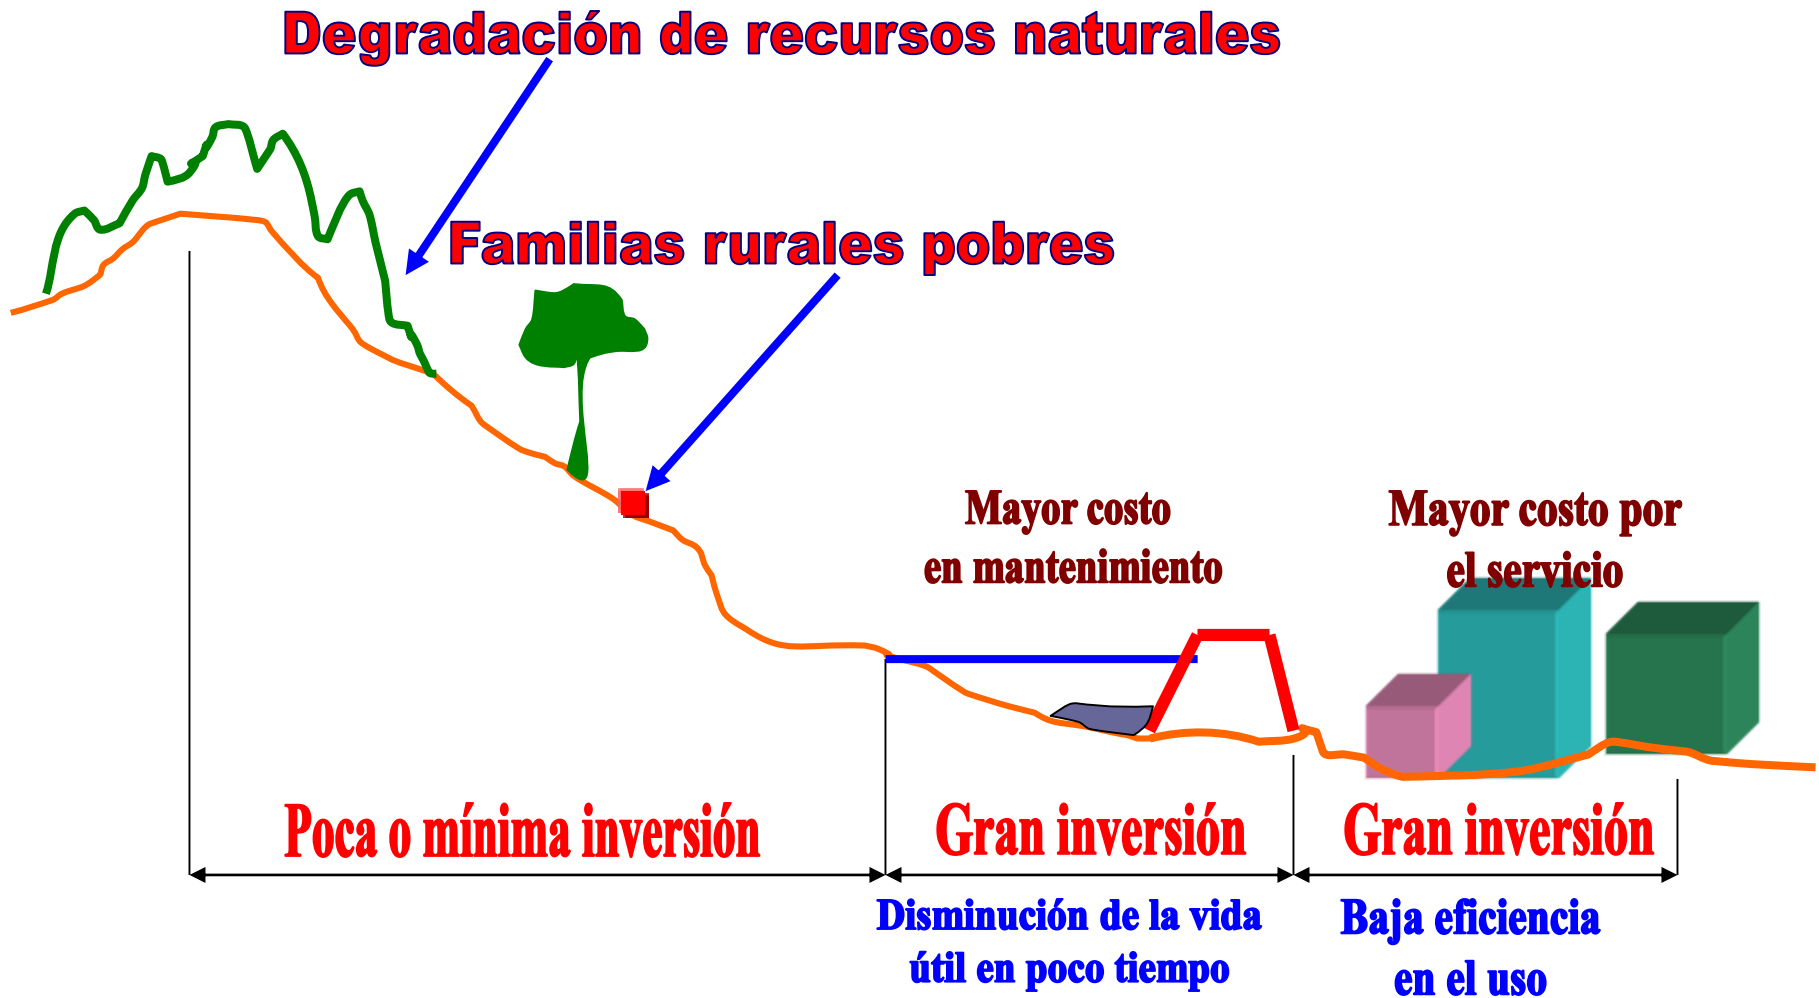 Degradación de recursos naturales
Familias rurales pobres
Mayor costo
en mantenimiento
Mayor costo por
el servicio
Poca o mínima inversión
Gran inversión
Gran inversión
Disminución de la vida
útil en poco tiempo
Baja eficiencia
en el uso